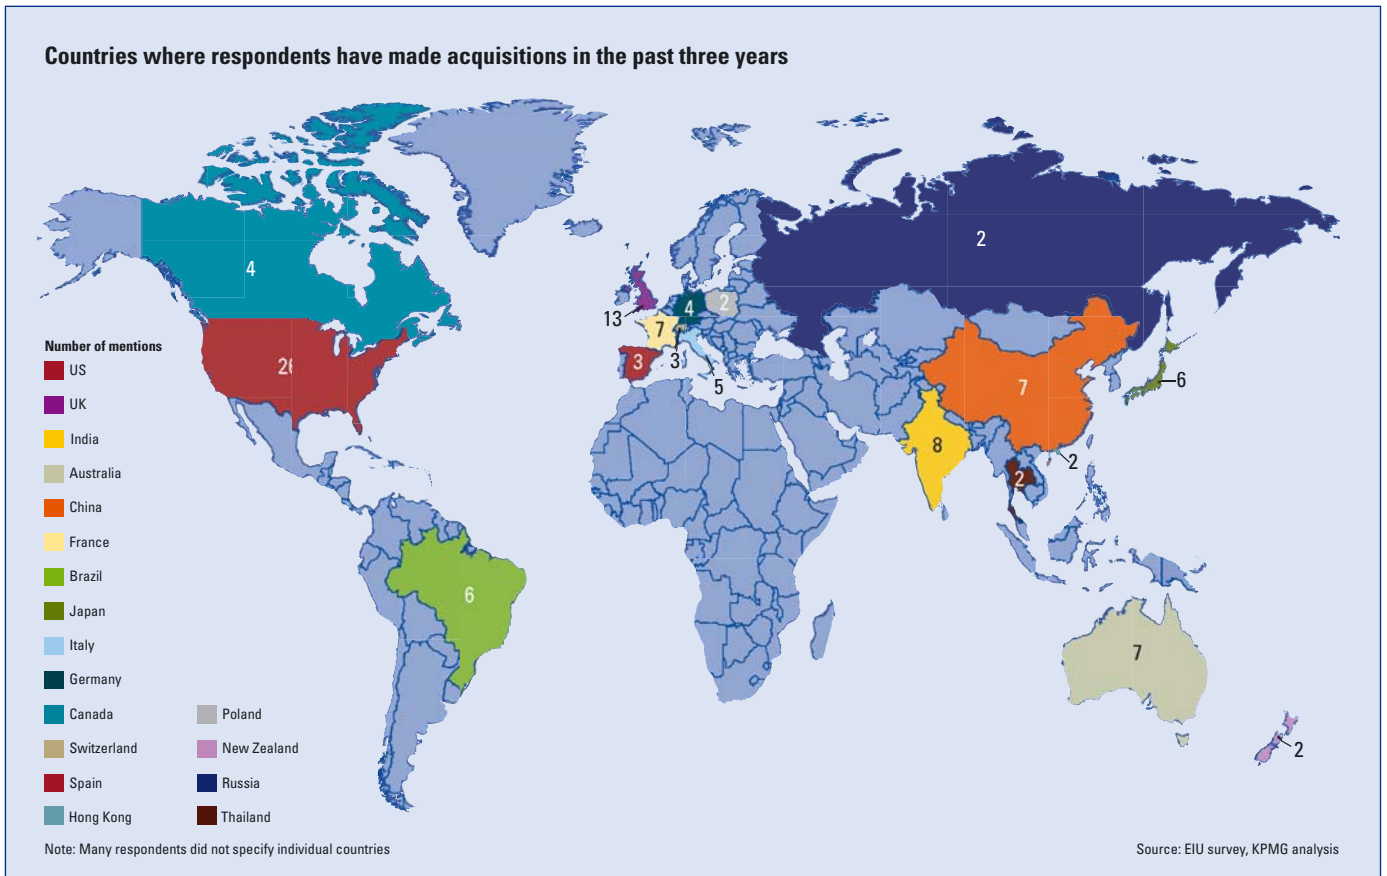 Countries where respondents have made acquisitions in the past three years
2
4
4
2
13
7
3
3
5
26
7
6
8
2
2
6
7
2
Number of mentions
US
UK
India
Australia
China
France
Brazil
Japan
Italy
Germany
Canada
Poland
Switzerland
New Zealand
Spain
Russia
Hong Kong
Thailand
Note: Many respondents did not specify individual countries
Source: EIU survey, KPMG analysis